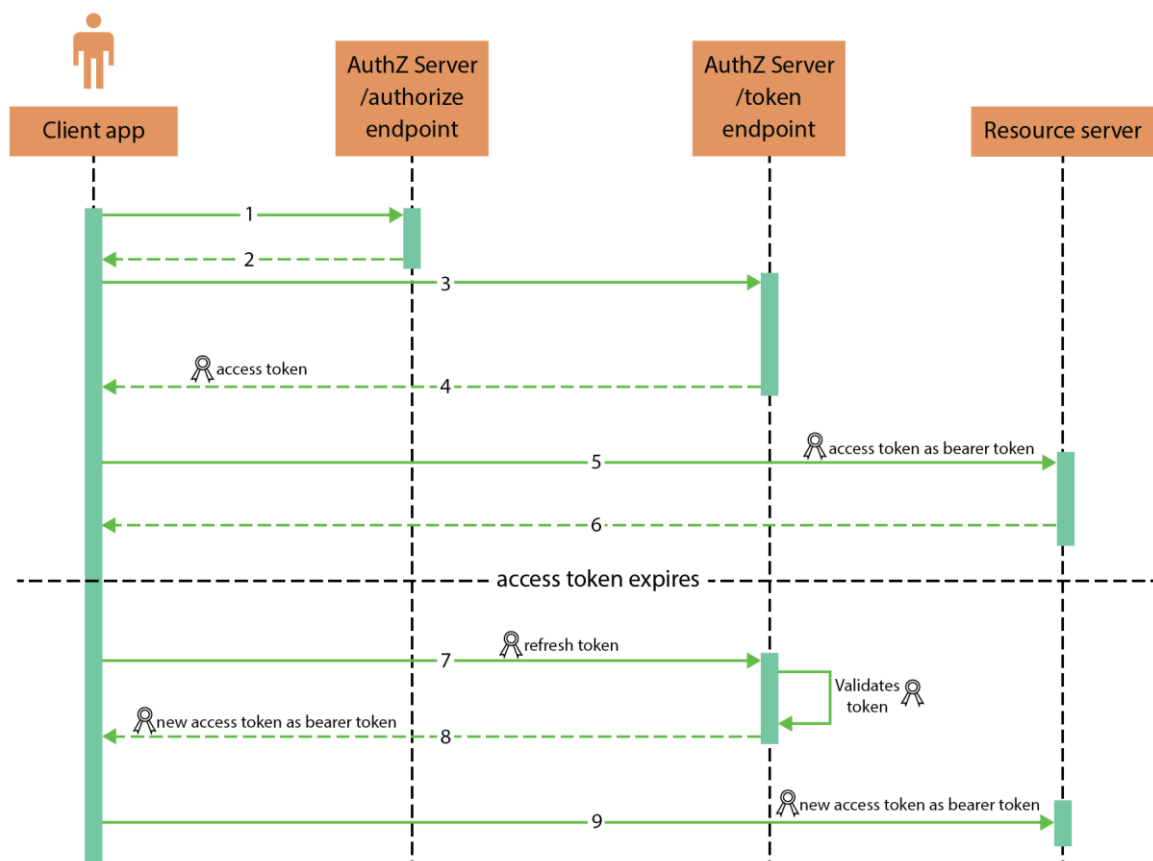 AuthZ Server
/authorize
endpoint
AuthZ Server
/token
endpoint
Client app
Resource server
1
2
3
access token
4
access token as bearer token
5
6
access token expires
refresh token
7
Validates
token
new access token as bearer token
8
new access token as bearer token
9